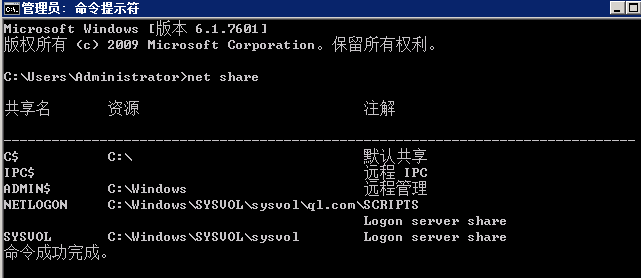 管理员: 命令提示符
Microsoft Windows [版本 6.1.7601]
版权所有 (c) 2009 Microsoft Corporation。保留所有权利。
C:\Users\Administrator>net share
共享名 资源 注解
-------------------------------------------------------------------------------
C$ C:\ 默认共享
IPC$ 远程 IPC
ADMIN$ C:\Windows 远程管理
NETLOGON C:\Windows\SYSVOL\sysvol\ql.com\SCRIPTS
Logon server share
SYSVOL C:\Windows\SYSVOL\sysvol Logon server share
命令成功完成。